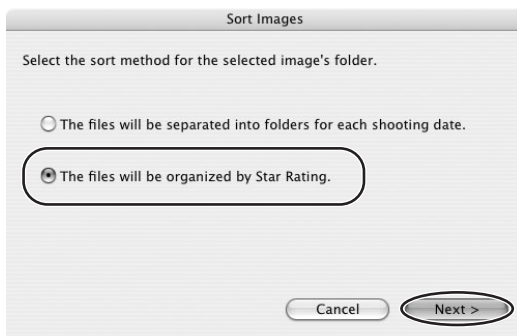 Sort Images
Select the sort method for the selected image's folder.
The files will be separated into folders for each shooting date.
The files will be organized by Star Rating.
Cancel Next >